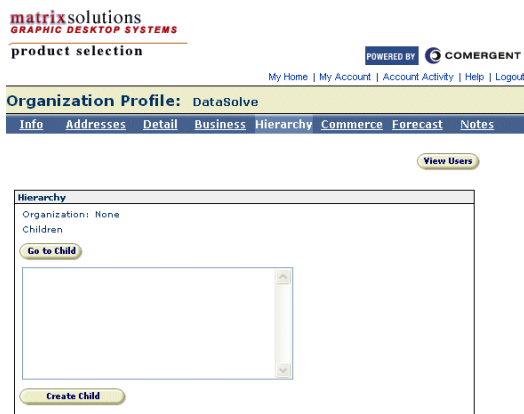 matrixsolutions
GRAPHIC DESKTOP SYSTEMS
product selection
POWERED BY COMERGENT
My Home | My Account | Account Activity | Help | Logout
Organization Profile: DataSolve
Info Addresses Detail Business Hierarchy Commerce Forecast Notes
View Users
Hierarchy
Organization: None
Children
Go to Child
Create Child